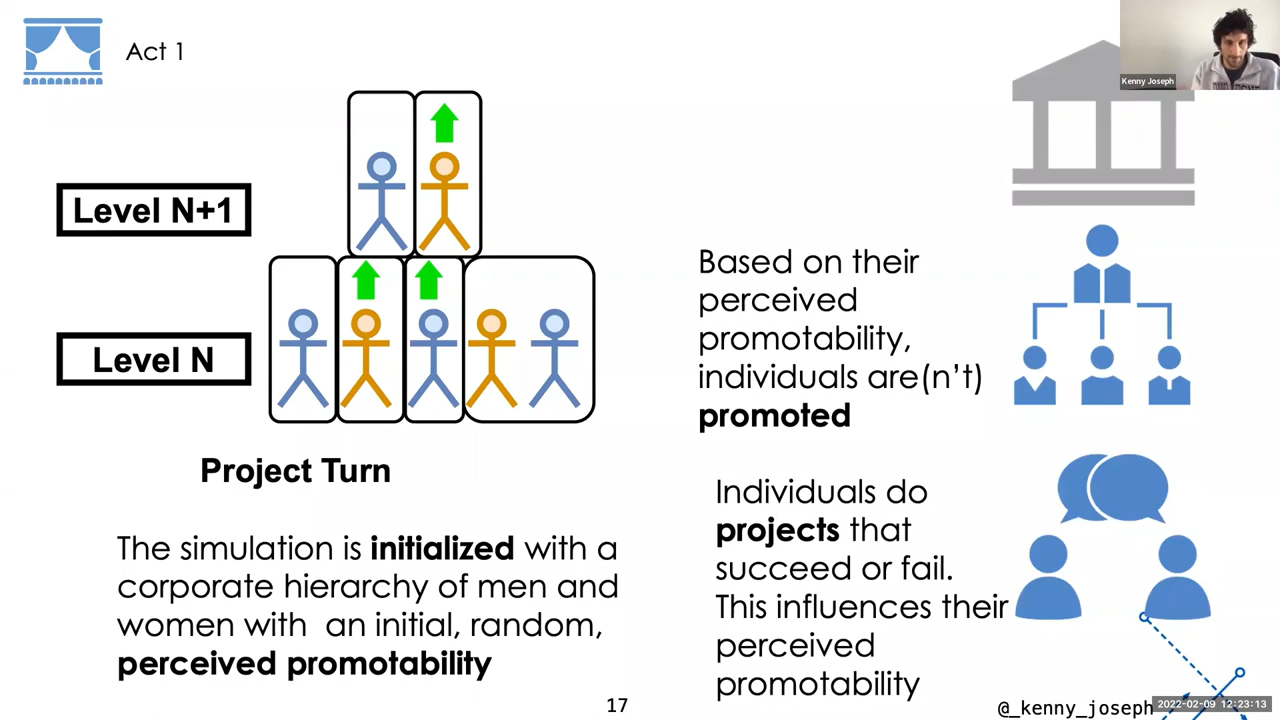 Act 1
Kenny Joseph
Level N+1
Level N
Project Turn
The simulation is initialized with a
corporate hierarchy of men and
women with an initial, random,
perceived promotability
Based on their
perceived
promotability,
individuals are(n’t)
promoted
Individuals do
projects that
succeed or fail.
This influences their
perceived
promotability
17
@_kenny_joseph
2022-02-09 12:23:13